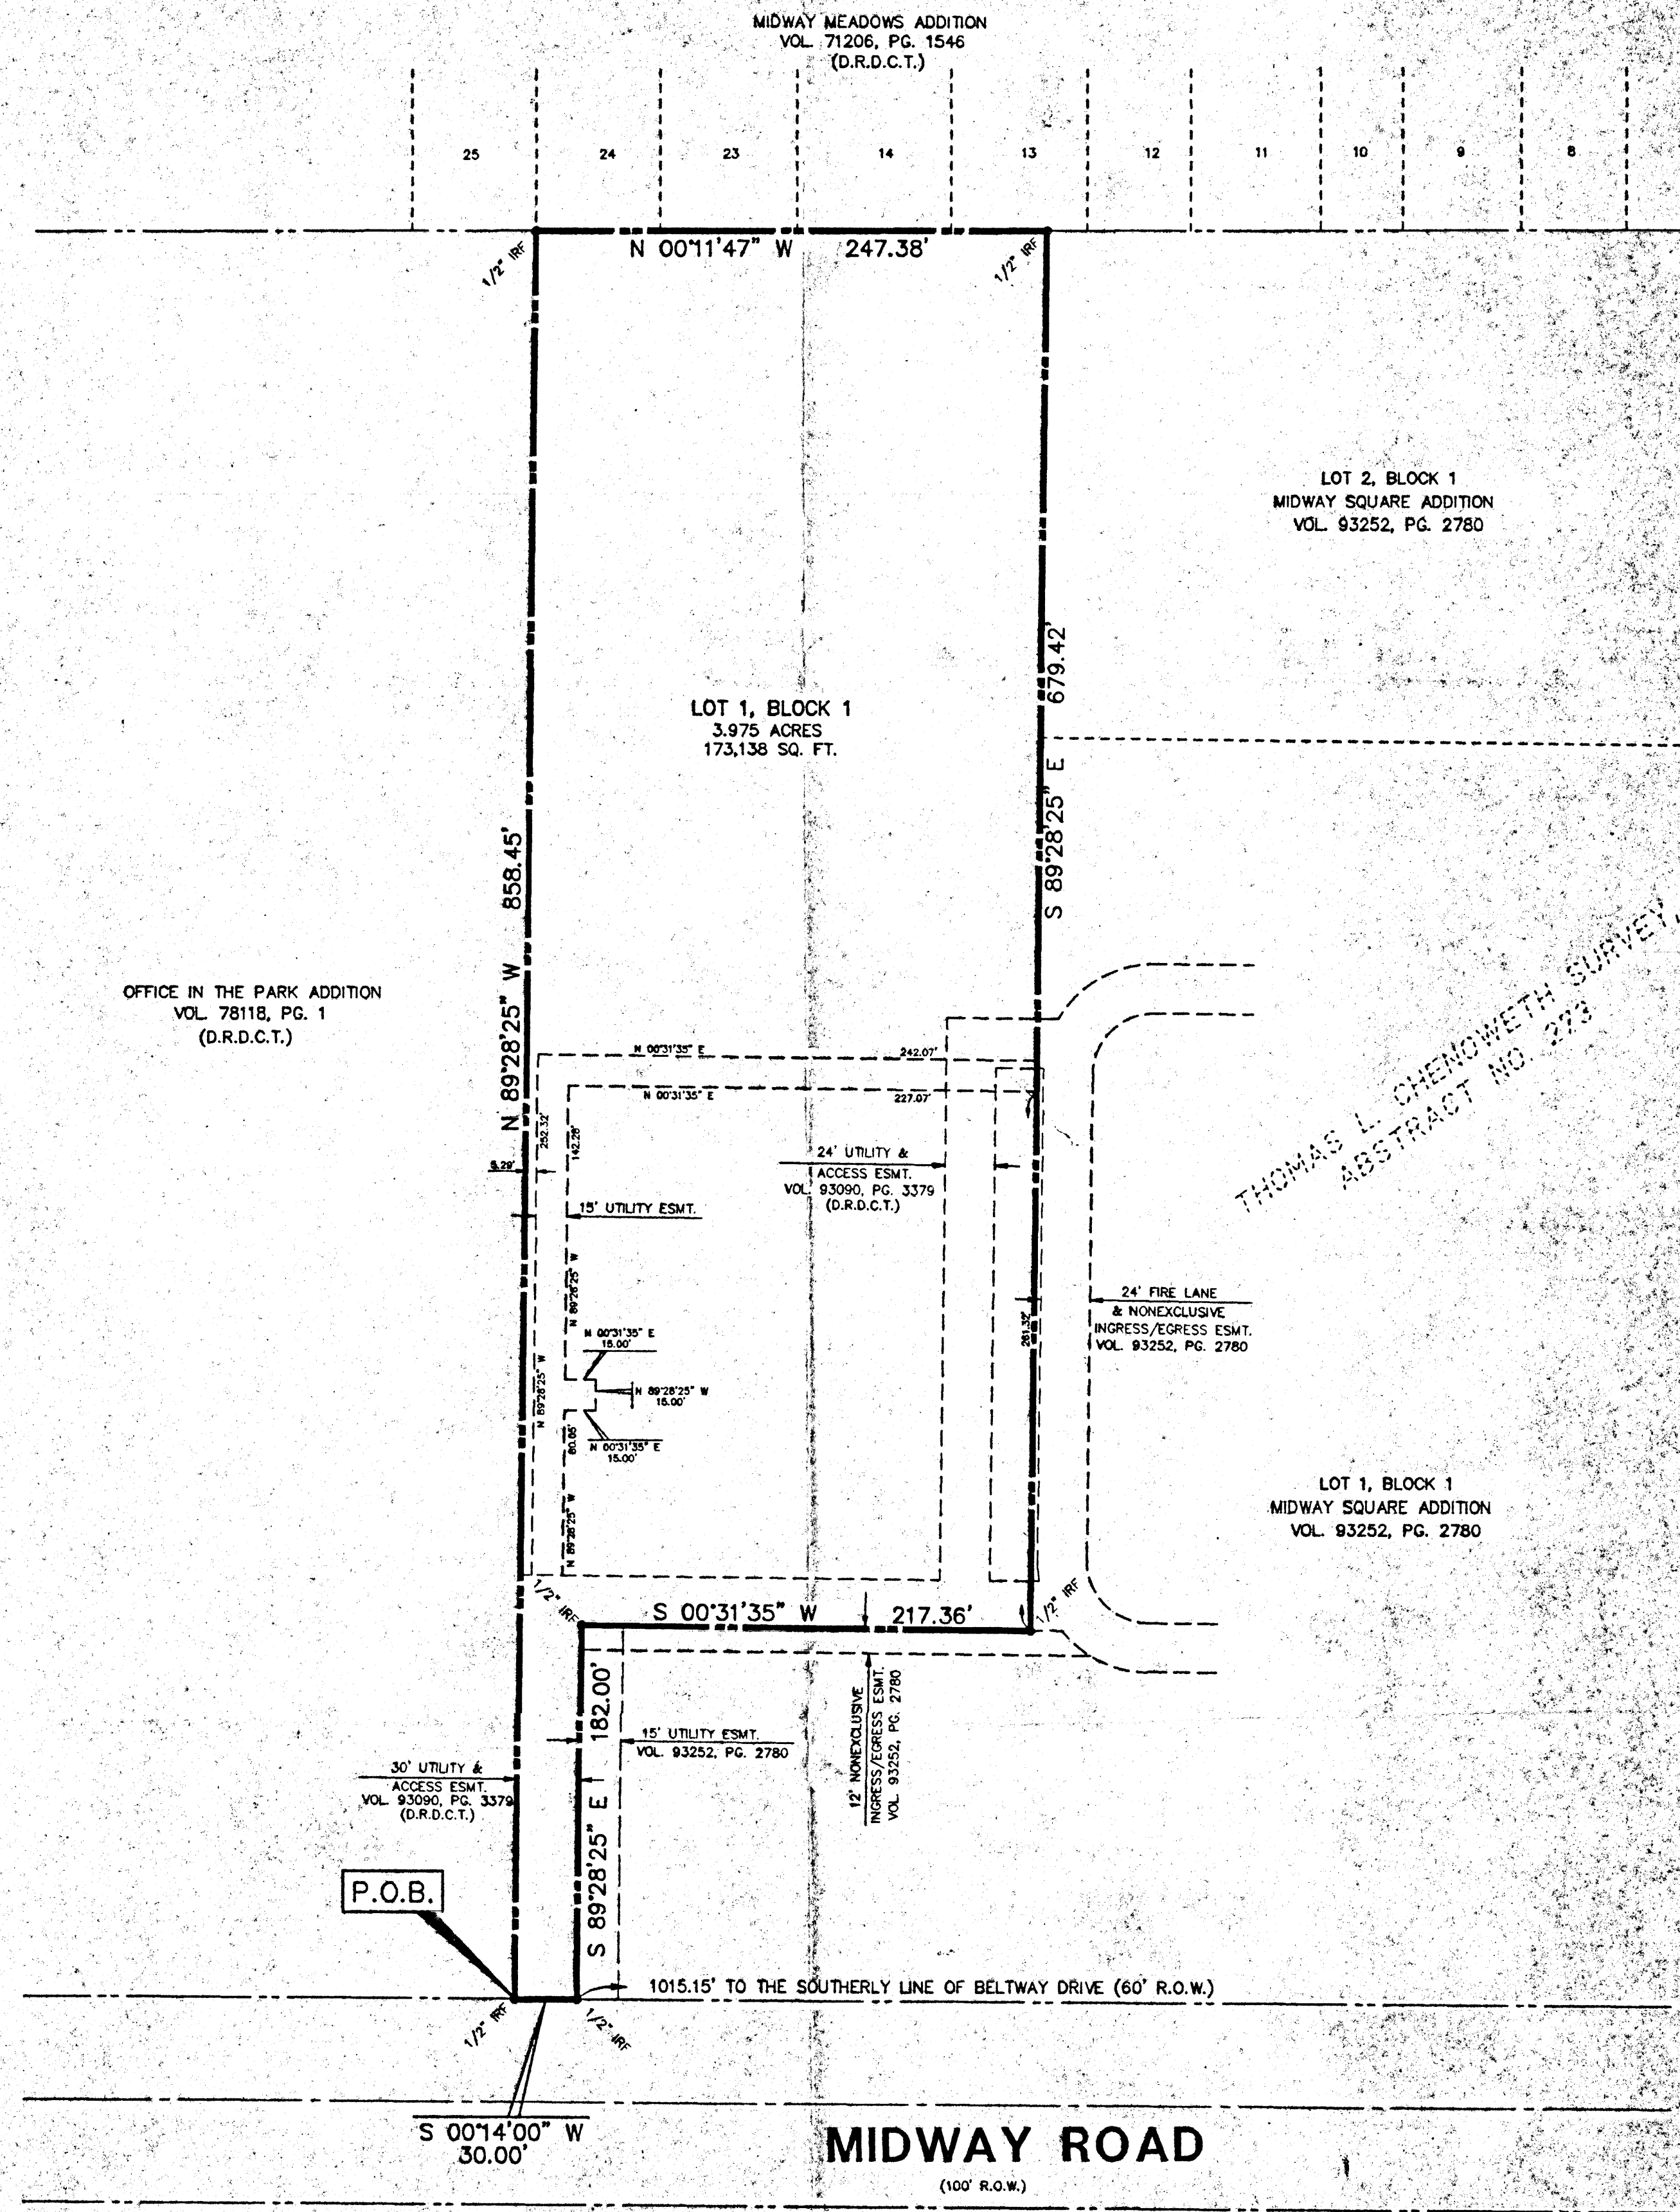 MIDWAY MEADOWS ADDITION
VOL. 71206, PG. 1546
(D.R.D.C.T.)
25
24
23
14
13
12
11
10
9
8
1/2" IRF
N 00°11'47" W 247.38'
1/2" IRF
LOT 2, BLOCK 1
MIDWAY SQUARE ADDITION
VOL. 93252, PG. 2780
S 89°28'25" E 679.42'
LOT 1, BLOCK 1
3.975 ACRES
173,138 SQ. FT.
N 89°28'25" W 858.45'
OFFICE IN THE PARK ADDITION
VOL. 78118, PG. 1
(D.R.D.C.T.)
THOMAS L. CHENOWETH SURVEY,
ABSTRACT NO. 273
N 00°31'35" E 242.07'
N 00°31'35" E 227.07'
252.32'
142.28'
24' UTILITY &
ACCESS ESMT.
VOL. 93090, PG. 3379
(D.R.D.C.T.)
15' UTILITY ESMT.
N 89°28'25" W
24' FIRE LANE
& NONEXCLUSIVE
INGRESS/EGRESS ESMT.
VOL. 93252, PG. 2780
261.32'
N 00°31'35" E
15.00'
N 89°28'25" W
N 89°28'25" W
15.00'
N 00°31'35" E
15.00'
N 89°28'25" W
LOT 1, BLOCK 1
MIDWAY SQUARE ADDITION
VOL. 93252, PG. 2780
1/2" IRF
S 00°31'35" W 217.36'
1/2" IRF
S 89°28'25" E 182.00'
15' UTILITY ESMT.
VOL. 93252, PG. 2780
12' NONEXCLUSIVE
INGRESS/EGRESS ESMT.
VOL. 93252, PG. 2780
30' UTILITY &
ACCESS ESMT.
VOL. 93090, PG. 3379
(D.R.D.C.T.)
P.O.B.
1015.15' TO THE SOUTHERLY LINE OF BELTWAY DRIVE (60' R.O.W.)
1/2" IRF
1/2" IRF
S 00°14'00" W
30.00'
MIDWAY ROAD
(100' R.O.W.)